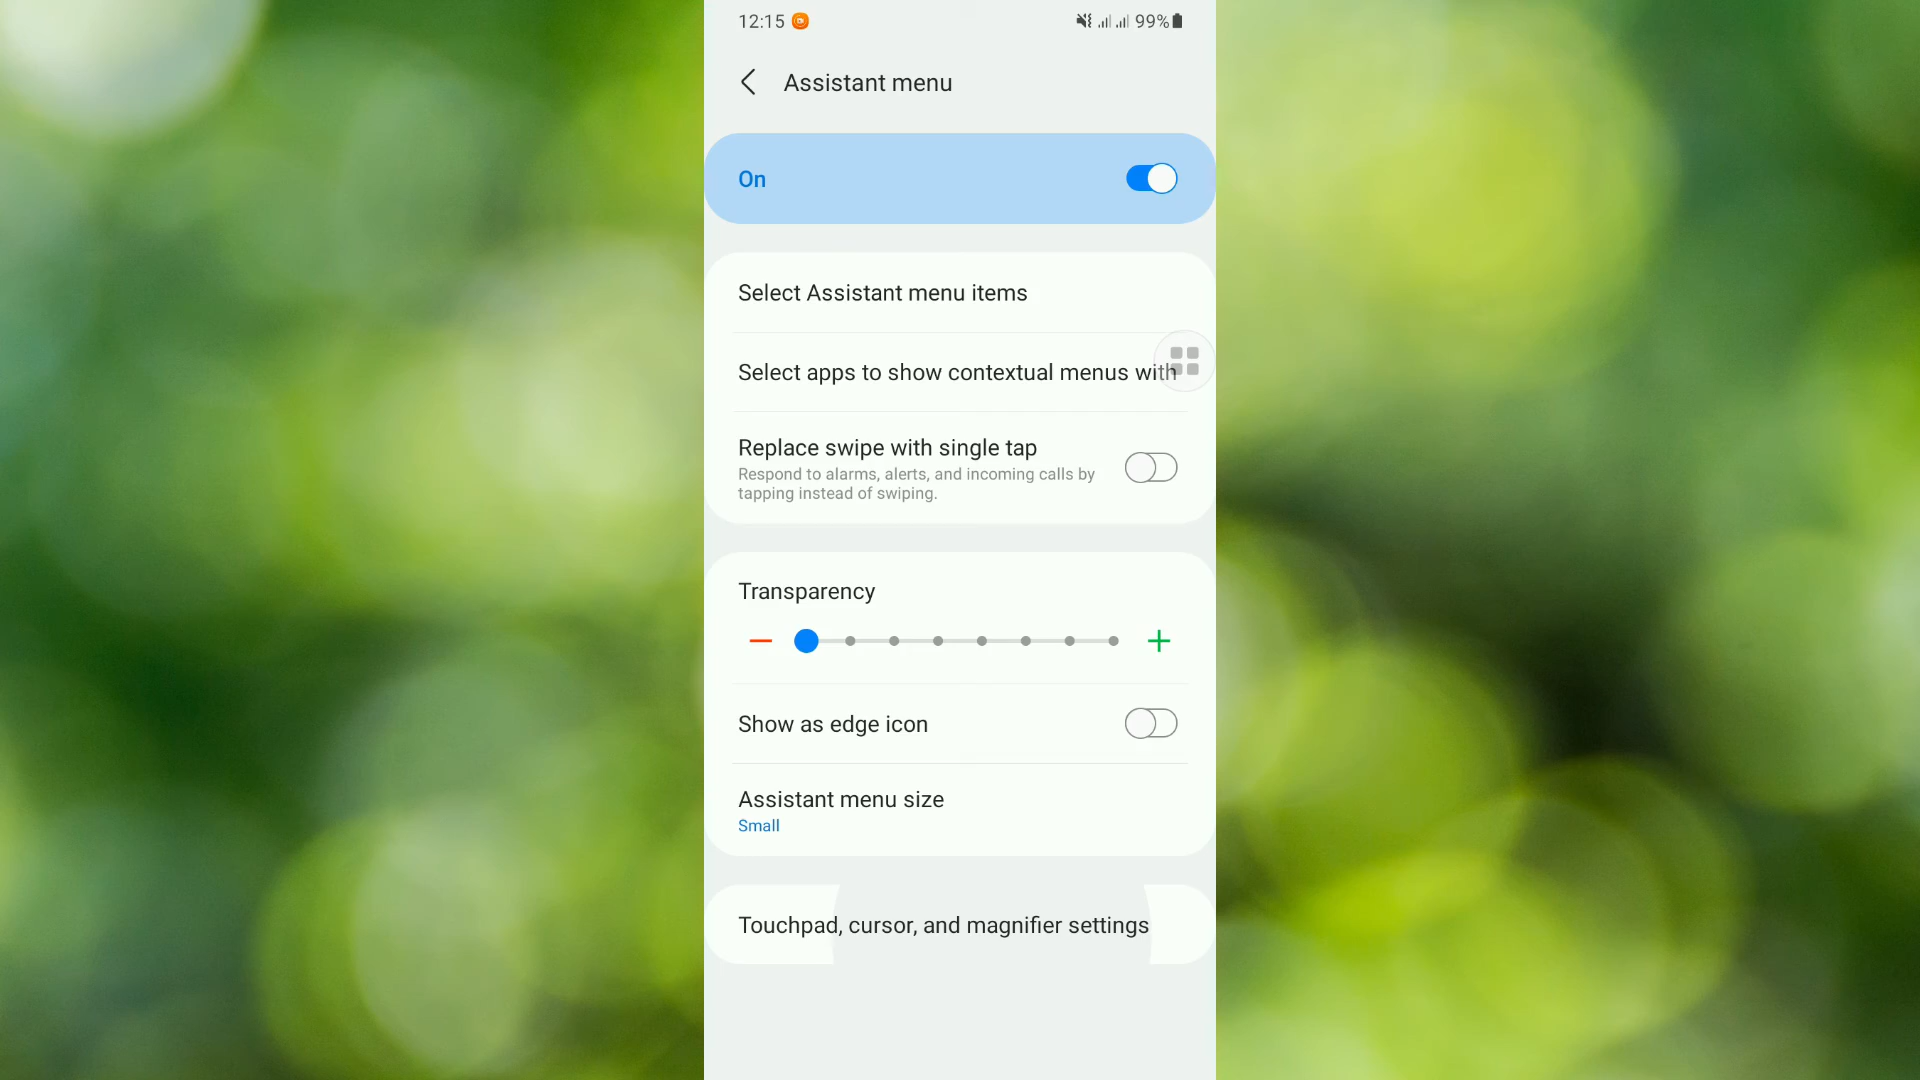 12:15 99%
Assistant menu
On
Select Assistant menu items
Select apps to show contextual menus with
Replace swipe with single tap
Respond to alarms, alerts, and incoming calls by
tapping instead of swiping.
Transparency
Show as edge icon
Assistant menu size
Small
Touchpad, cursor, and magnifier settings